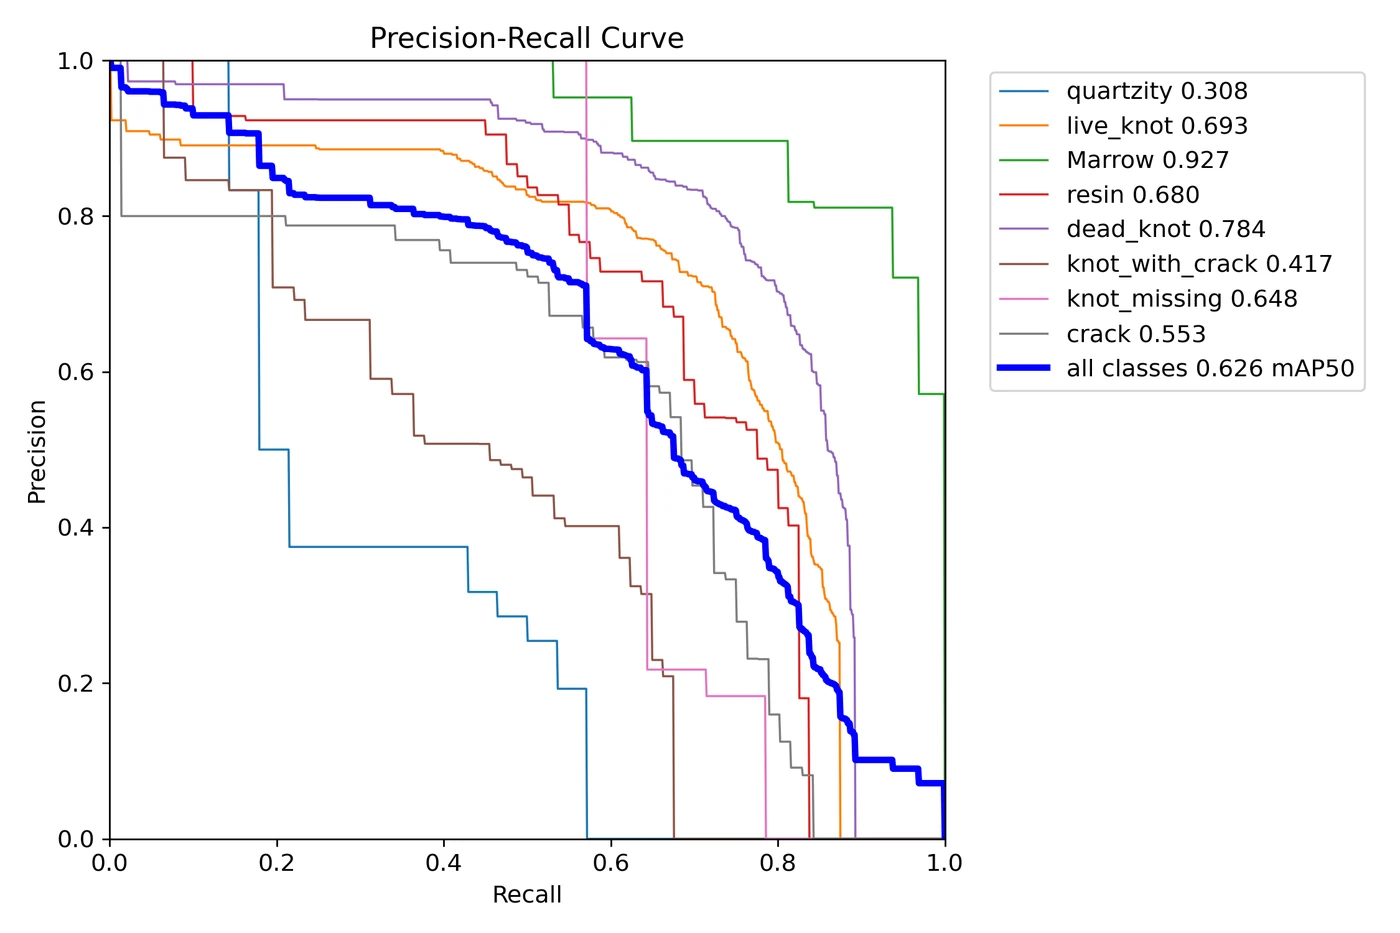 Precision-Recall Curve
1.0
0.8
0.6
0.4
0.2
0.0
Precision
0.0 0.2 0.4 0.6 0.8 1.0
Recall
quartzity 0.308
live_knot 0.693
Marrow 0.927
resin 0.680
dead_knot 0.784
knot_with_crack 0.417
knot_missing 0.648
crack 0.553
all classes 0.626 mAP50